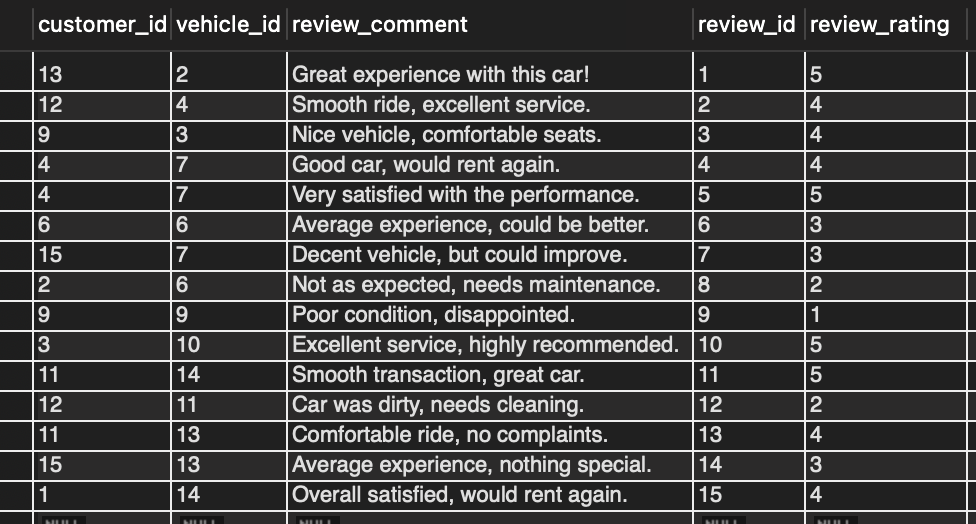 customer_id vehicle_id review_comment review_id review_rating
13 2 Great experience with this car! 1 5
12 4 Smooth ride, excellent service. 2 4
9 3 Nice vehicle, comfortable seats. 3 4
4 7 Good car, would rent again. 4 4
4 7 Very satisfied with the performance. 5 5
6 6 Average experience, could be better. 6 3
15 7 Decent vehicle, but could improve. 7 3
2 6 Not as expected, needs maintenance. 8 2
9 9 Poor condition, disappointed. 9 1
3 10 Excellent service, highly recommended. 10 5
11 14 Smooth transaction, great car. 11 5
12 11 Car was dirty, needs cleaning. 12 2
11 13 Comfortable ride, no complaints. 13 4
15 13 Average experience, nothing special. 14 3
1 14 Overall satisfied, would rent again. 15 4
NULL NULL NULL NULL NULL